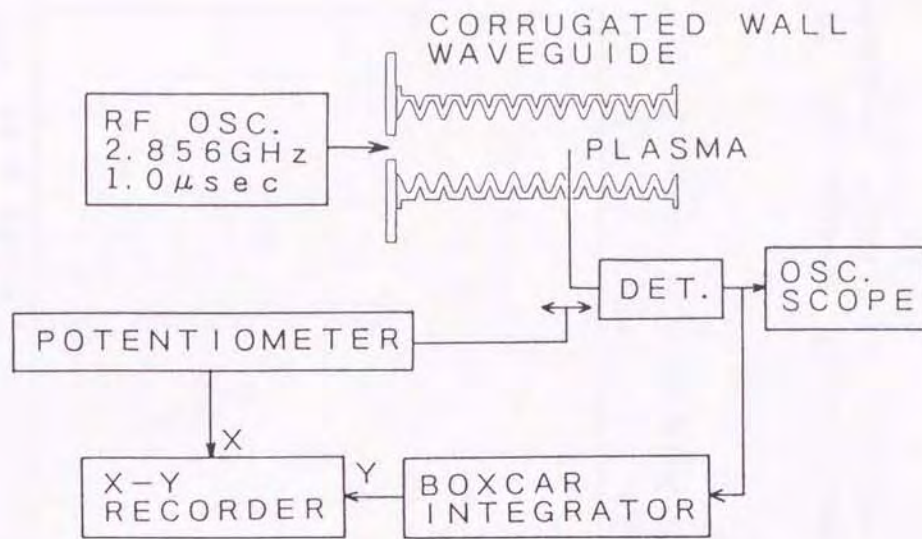 CORRUGATED WALL
WAVEGUIDE
RF OSC.
2.856GHz
1.0μsec
PLASMA
DET.
OSC.
SCOPE
POTENTIOMETER
X
Y
X-Y
RECORDER
BOXCAR
INTEGRATOR